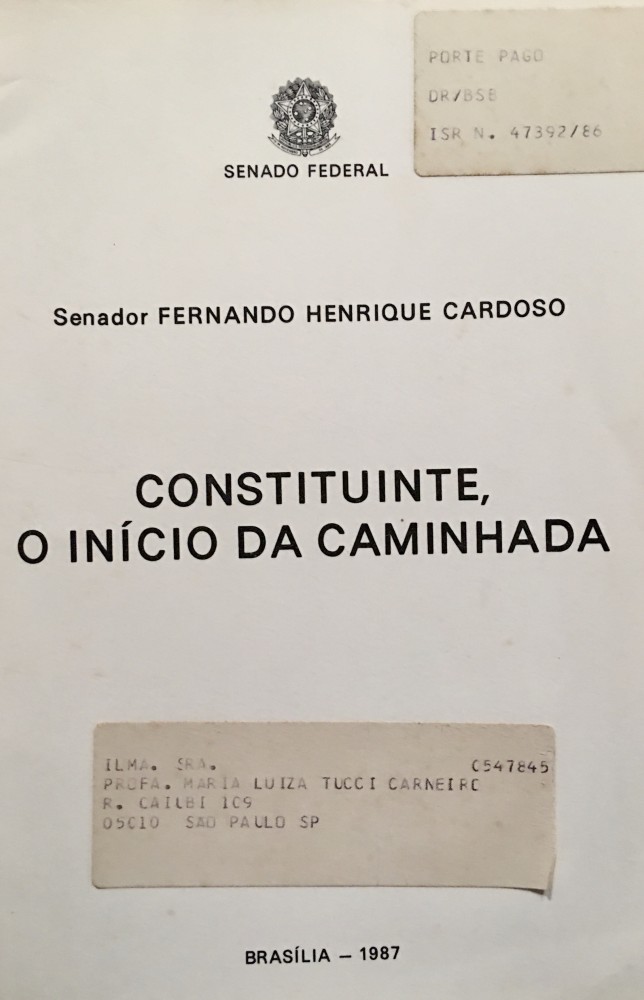 PORTE PAGO
DR/BSB
ISR N. 47392/86
SENADO FEDERAL
Senador FERNANDO HENRIQUE CARDOSO
CONSTITUINTE,
O INÍCIO DA CAMINHADA
ILMA. SRA. C547845
PROFA. MARIA LUIZA TUCCI CARNEIRO
R. CAILBI 109
05010 SAO PAULO SP
BRASÍLIA — 1987